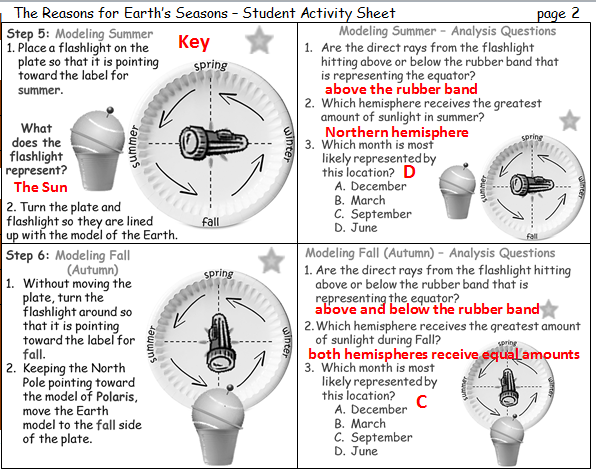 The Reasons for Earth's Seasons – Student Activity Sheet page 2
Step 5: Modeling Summer
Key
1. Place a flashlight on the
plate so that it is pointing
toward the label for
summer.
What
does the
flashlight
represent?
The Sun
spring
summer
winter
fall
2. Turn the plate and
flashlight so they are lined
up with the model of the Earth.
Modeling Summer – Analysis Questions
1. Are the direct rays from the flashlight
hitting above or below the rubber band that
is representing the equator?
above the rubber band
2. Which hemisphere receives the greatest
amount of sunlight in summer?
Northern hemisphere
3. Which month is most
likely represented by
this location? D
A. December
B. March
C. September
D. June
spring
summer
winter
fall
Step 6: Modeling Fall
(Autumn)
1. Without moving the
plate, turn the
flashlight around so
that it is pointing
toward the label for
fall.
2. Keeping the North
Pole pointing toward
the model of Polaris,
move the Earth
model to the fall side
of the plate.
spring
summer
winter
Modeling Fall (Autumn) – Analysis Questions
1. Are the direct rays from the flashlight hitting
above or below the rubber band that is
representing the equator?
above and below the rubber band
2. Which hemisphere receives the greatest amount
of sunlight during Fall?
both hemispheres receive equal amounts
3. Which month is most
likely represented by
this location?
C
A. December
B. March
C. September
D. June
spring
summer
winter